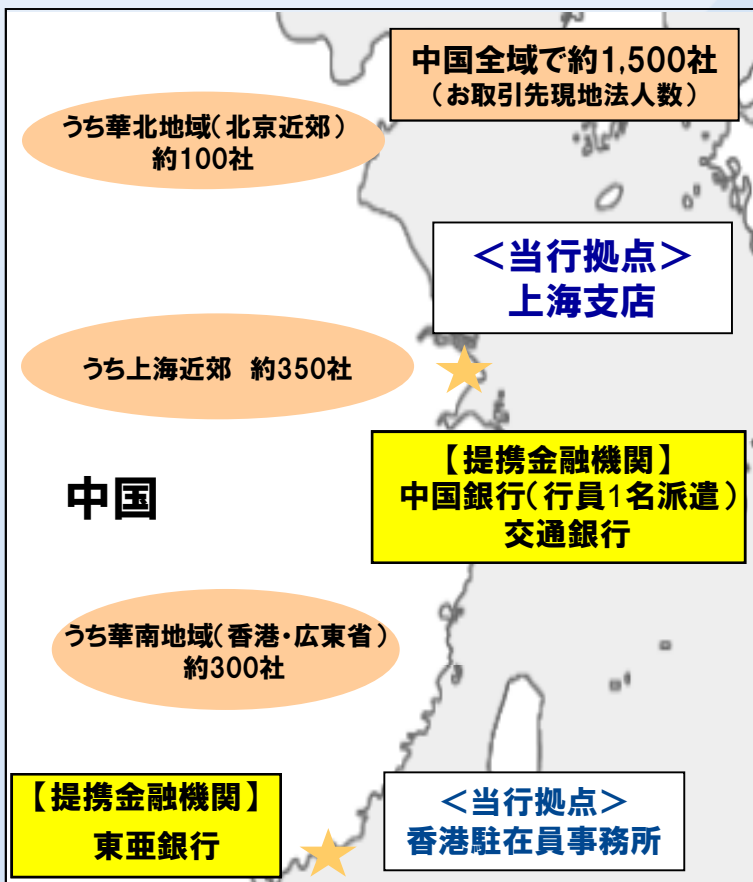 中国全域で約1,500社
（お取引先現地法人数）
うち華北地域（北京近郊）
約100社
＜当行拠点＞
上海支店
うち上海近郊　約350社
【提携金融機関】
中国銀行（行員1名派遣）
交通銀行
中国
うち華南地域（香港・広東省）
約300社
【提携金融機関】
東亜銀行
＜当行拠点＞
香港駐在員事務所